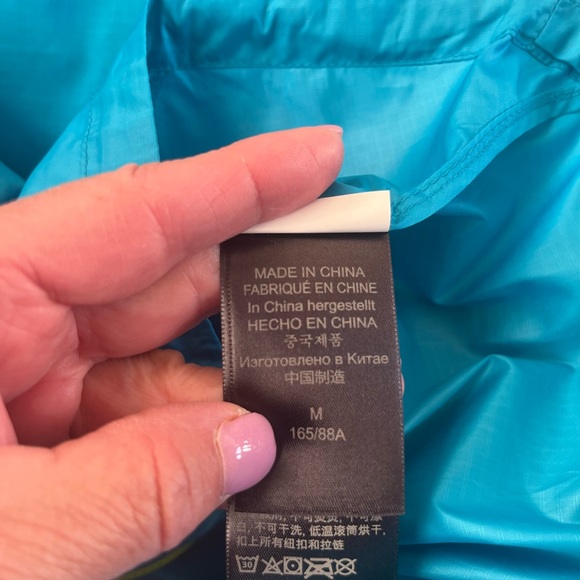 MADE IN CHINA
FABRIQUÉ EN CHINE
In China hergestellt
HECHO EN CHINA
중국제품
Изготовлено в Китае
中国制造
M
165/88A
不可干洗, 低温滚筒烘干,
扣上所有纽扣和拉链
30